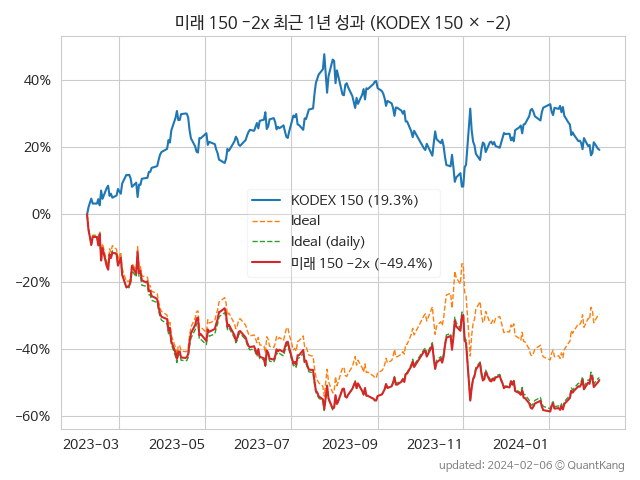 미래 150 −2x 최근 1년 성과 (KODEX 150 × −2)
40%
20%
0%
−20%
−40%
−60%
KODEX 150 (19.3%)
Ideal
Ideal (daily)
미래 150 −2x (−49.4%)
2023-03 2023-05 2023-07 2023-09 2023-11 2024-01
updated: 2024-02-06 © QuantKang